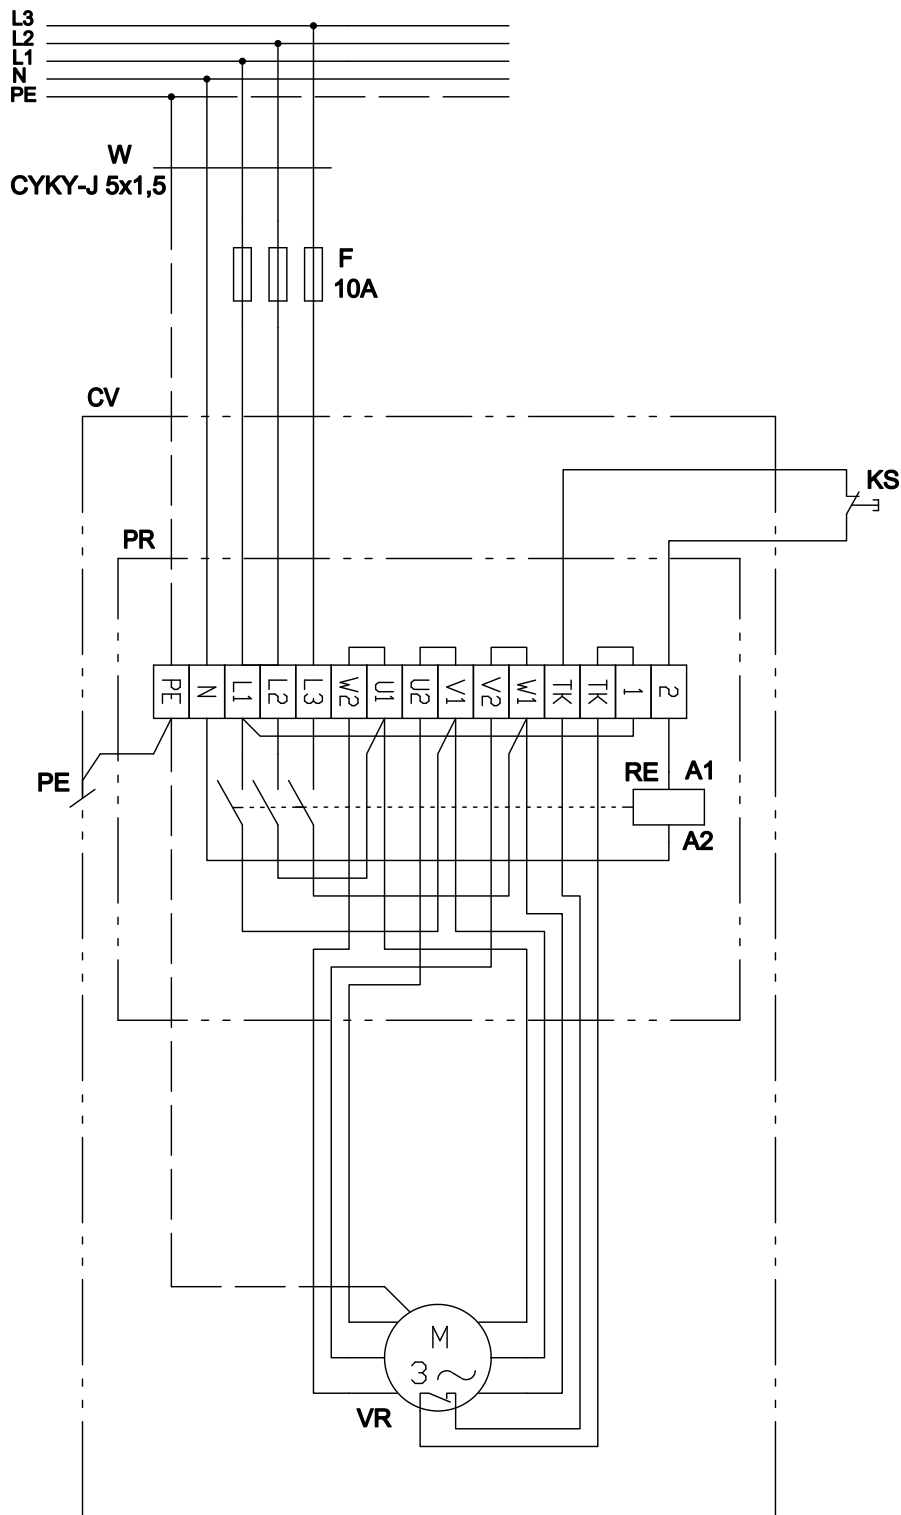 L3
L2
L1
N
PE
W
CYKY-J 5x1,5
F
10A
CV
KS
PR
PE N L1 L2 L3 W2 U1 U2 V1 V2 W1 TK TK 1 2
PE
RE A1
A2
M
3~
VR